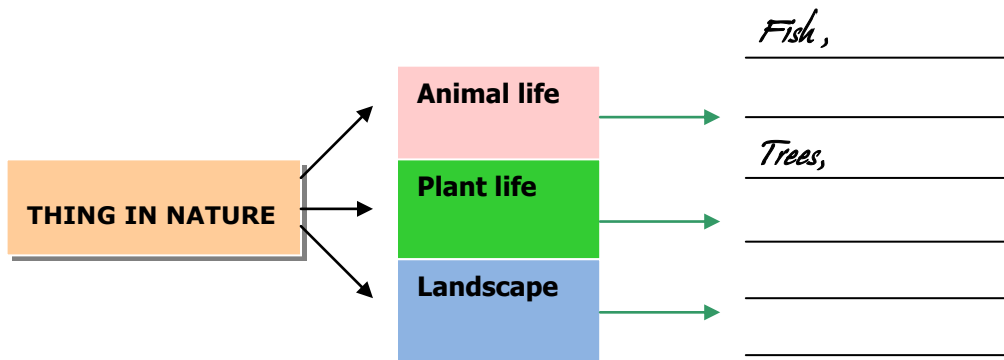 THING IN NATURE
Animal life
Plant life
Landscape
Fish,
Trees,